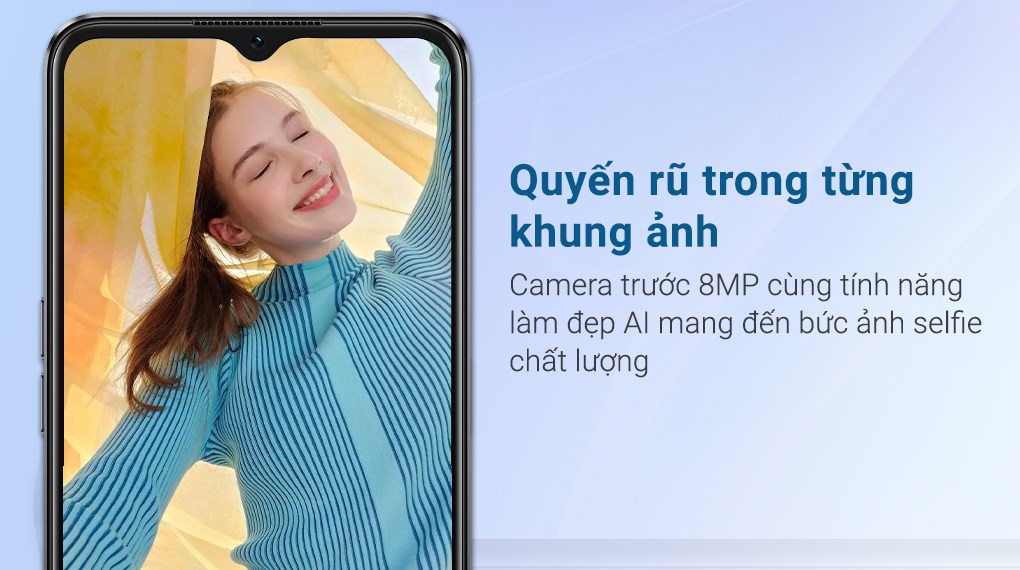 Quyến rũ trong từng
khung ảnh
Camera trước 8MP cùng tính năng
làm đẹp AI mang đến bức ảnh selfie
chất lượng